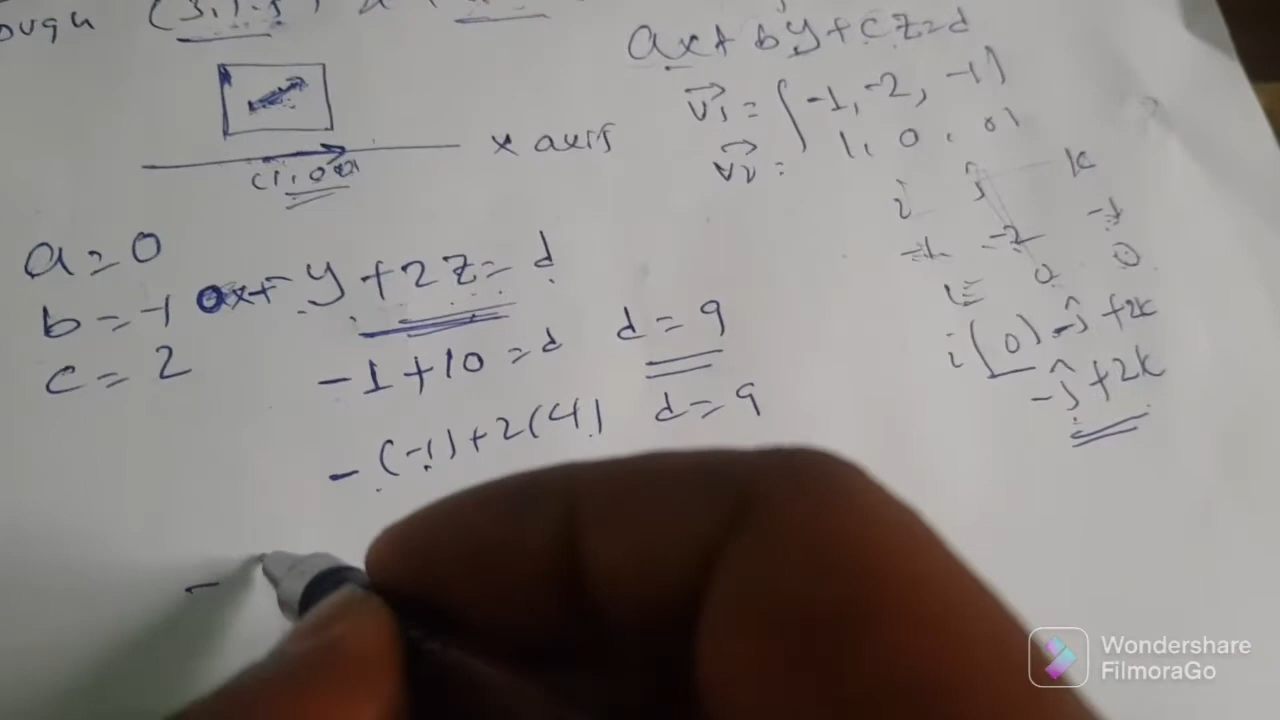 ough (3,1,5) &
ax+by+cz=d
v1 = (-1, -2, -1)
v2 = (1, 0, 0)
x axis
(1,0,0)
i j k
-1 -2 -1
1 0 0
i(0) - j + 2k
-j + 2k
a = 0
b = -1
c = 2
ox+-y+2z=d
-1+10=d d=9
-(-1)+2(4) d=9
-
Wondershare
FilmoraGo